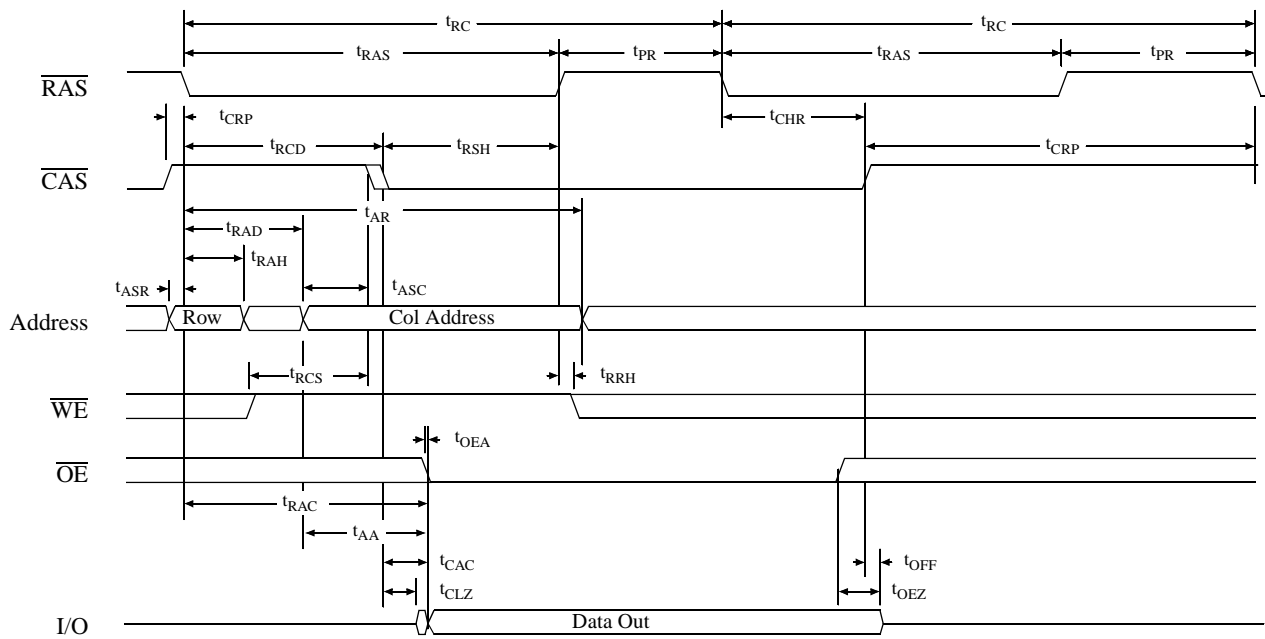 tRC tRC
tRAS tPR tRAS tPR
RAS
tCRP tCHR
tRCD tRSH tCRP
CAS
tAR
tRAD
tRAH
tASR tASC
Address Row Col Address
tRCS tRRH
WE
tOEA
OE
tRAC
tAA
tCAC tOFF
tCLZ tOEZ
I/O Data Out